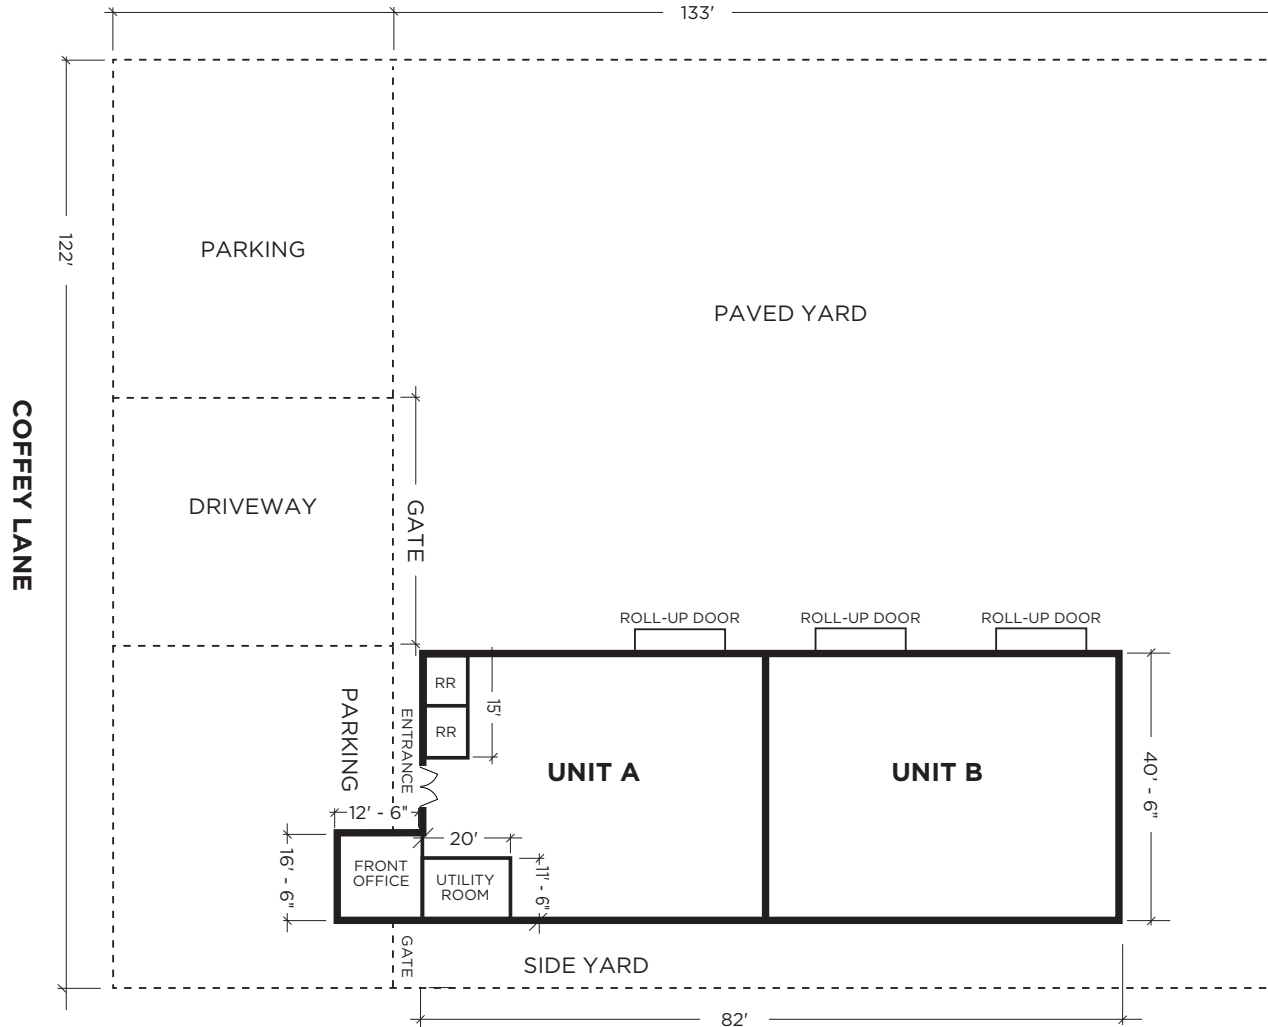 133'
122'
PARKING
PAVED YARD
COFFEY LANE
DRIVEWAY
GATE
ROLL-UP DOOR
ROLL-UP DOOR
ROLL-UP DOOR
RR
RR
15'
PARKING
ENTRANCE
UNIT A
UNIT B
40' - 6"
12' - 6"
20'
16' - 6"
FRONT
OFFICE
UTILITY
ROOM
11' - 6"
GATE
SIDE YARD
82'